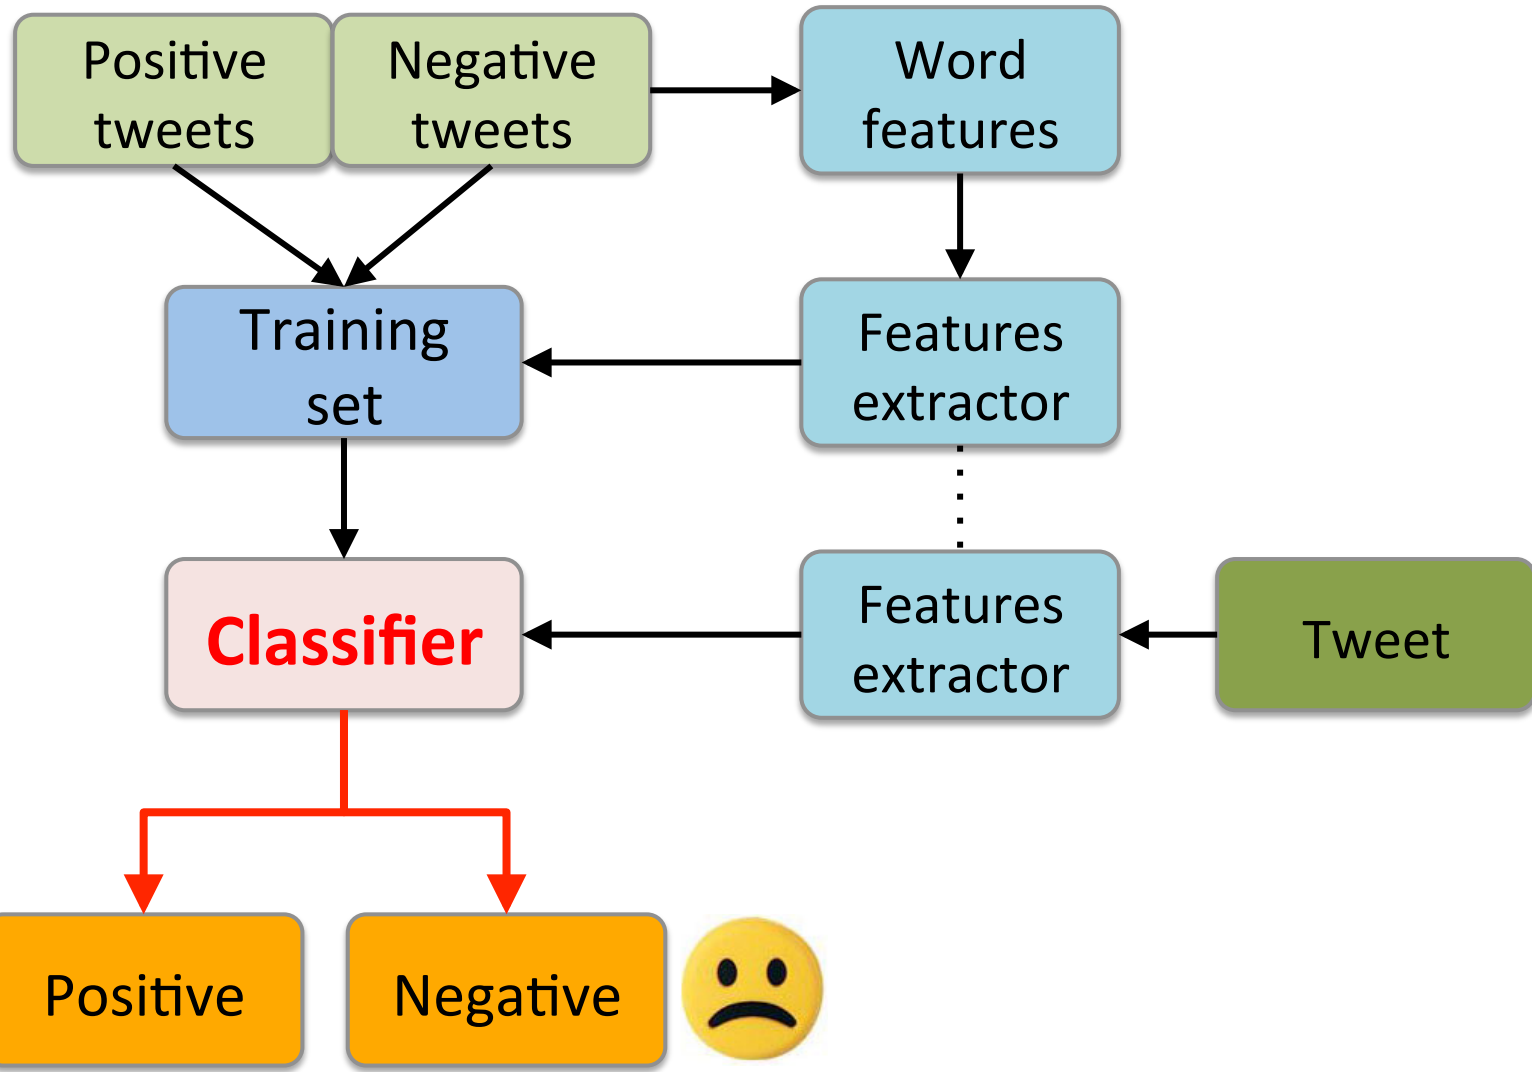 Positive
tweets
Negative
tweets
Word
features
Training
set
Features
extractor
Classifier
Features
extractor
Tweet
Positive
Negative